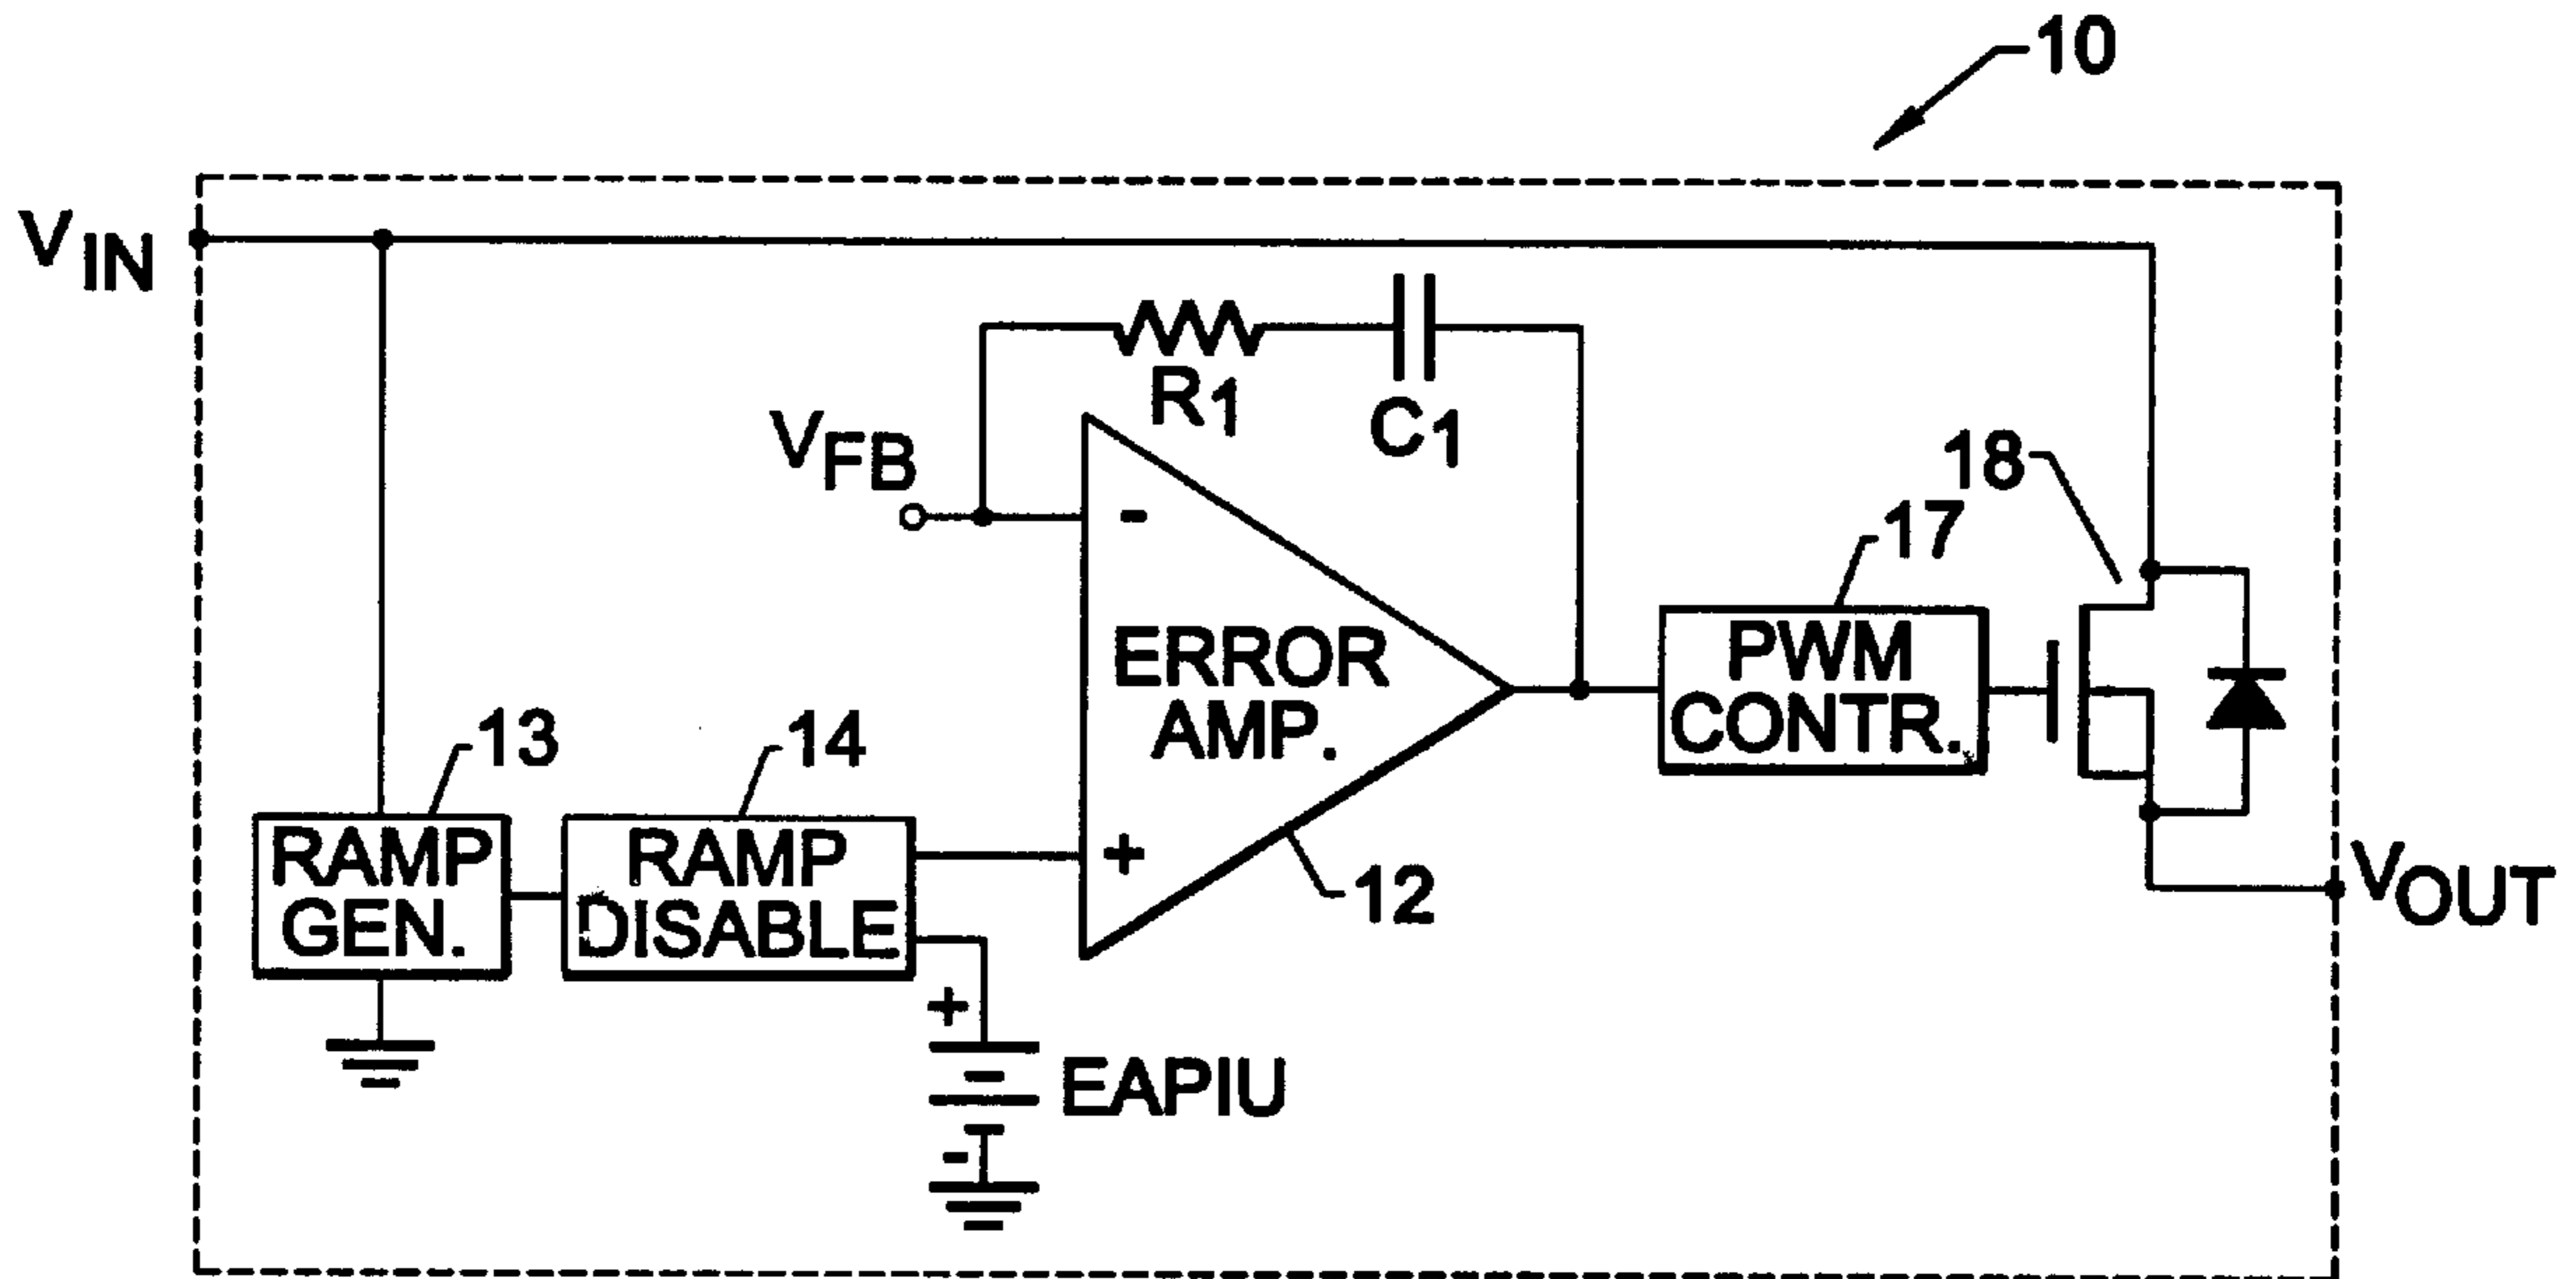 10
V IN
R1
C1
VFB
18
17
-
ERROR
AMP.
PWM
CONTR.
13
14
RAMP
GEN.
RAMP
DISABLE
+
12
VOUT
+
EAPIU
-